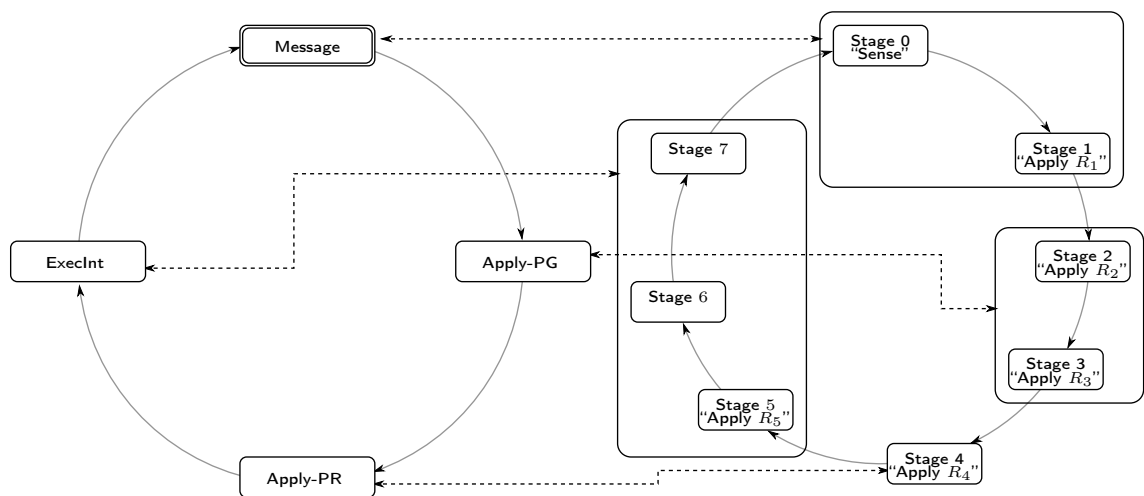 Message
ExecInt
Apply-PG
Apply-PR
Stage 0
“Sense”
Stage 1
“Apply R₁”
Stage 2
“Apply R₂”
Stage 3
“Apply R₃”
Stage 4
“Apply R₄”
Stage 5
“Apply R₅”
Stage 6
Stage 7